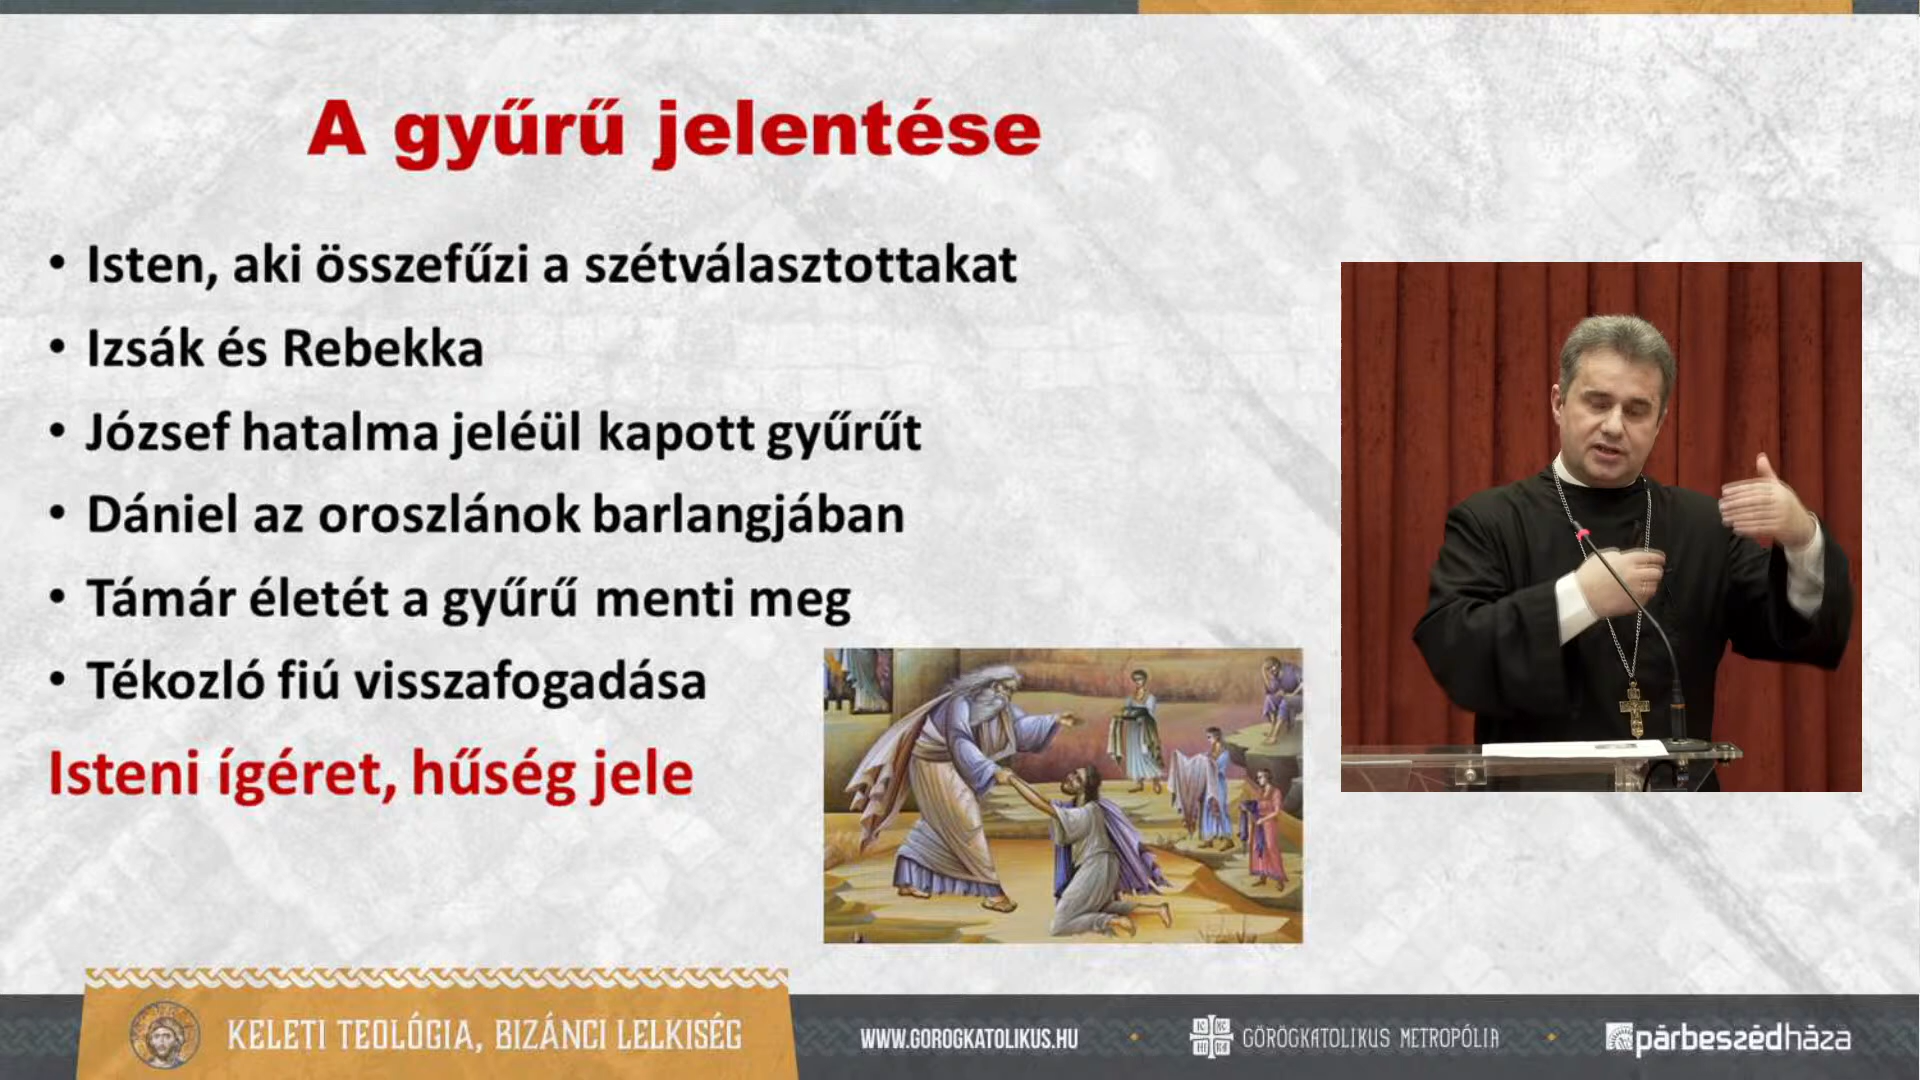 A gyűrű jelentése
• Isten, aki összefűzi a szétválasztottakat
• Izsák és Rebekka
• József hatalma jeléül kapott gyűrűt
• Dániel az oroszlánok barlangjában
• Támár életét a gyűrű menti meg
• Tékozló fiú visszafogadása
Isteni ígéret, hűség jele
KELETI TEOLÓGIA, BIZÁNCI LELKISÉG
WWW.GOROGKATOLIKUS.HU
GÖRÖGKATOLIKUS METROPÓLIA
párbeszédháza